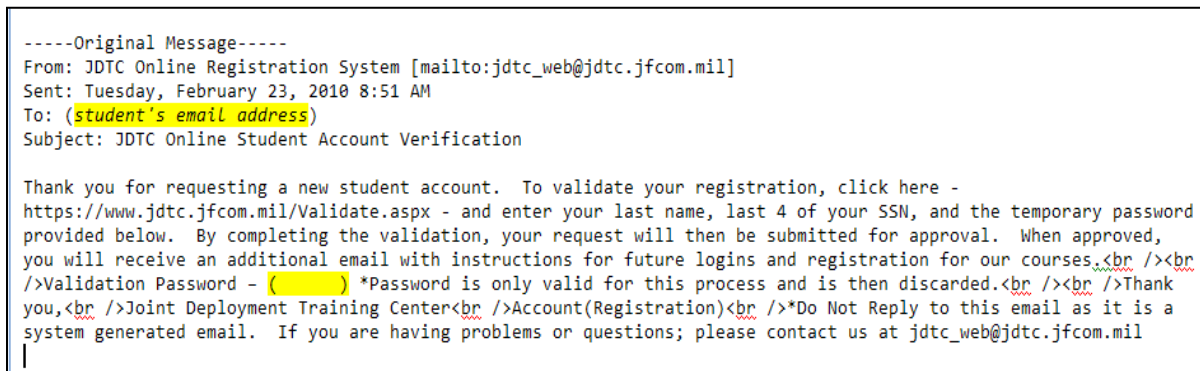 -----Original Message-----
From: JDTC Online Registration System [mailto:jdtc_web@jdtc.jfcom.mil]
Sent: Tuesday, February 23, 2010 8:51 AM
To: (student's email address)
Subject: JDTC Online Student Account Verification
Thank you for requesting a new student account.  To validate your registration, click here -
https://www.jdtc.jfcom.mil/Validate.aspx - and enter your last name, last 4 of your SSN, and the temporary password
provided below.  By completing the validation, your request will then be submitted for approval.  When approved,
you will receive an additional email with instructions for future logins and registration for our courses.<br /><br
/>Validation Password – (      ) *Password is only valid for this process and is then discarded.<br /><br />Thank
you,<br />Joint Deployment Training Center<br />Account(Registration)<br />*Do Not Reply to this email as it is a
system generated email.  If you are having problems or questions; please contact us at jdtc_web@jdtc.jfcom.mil